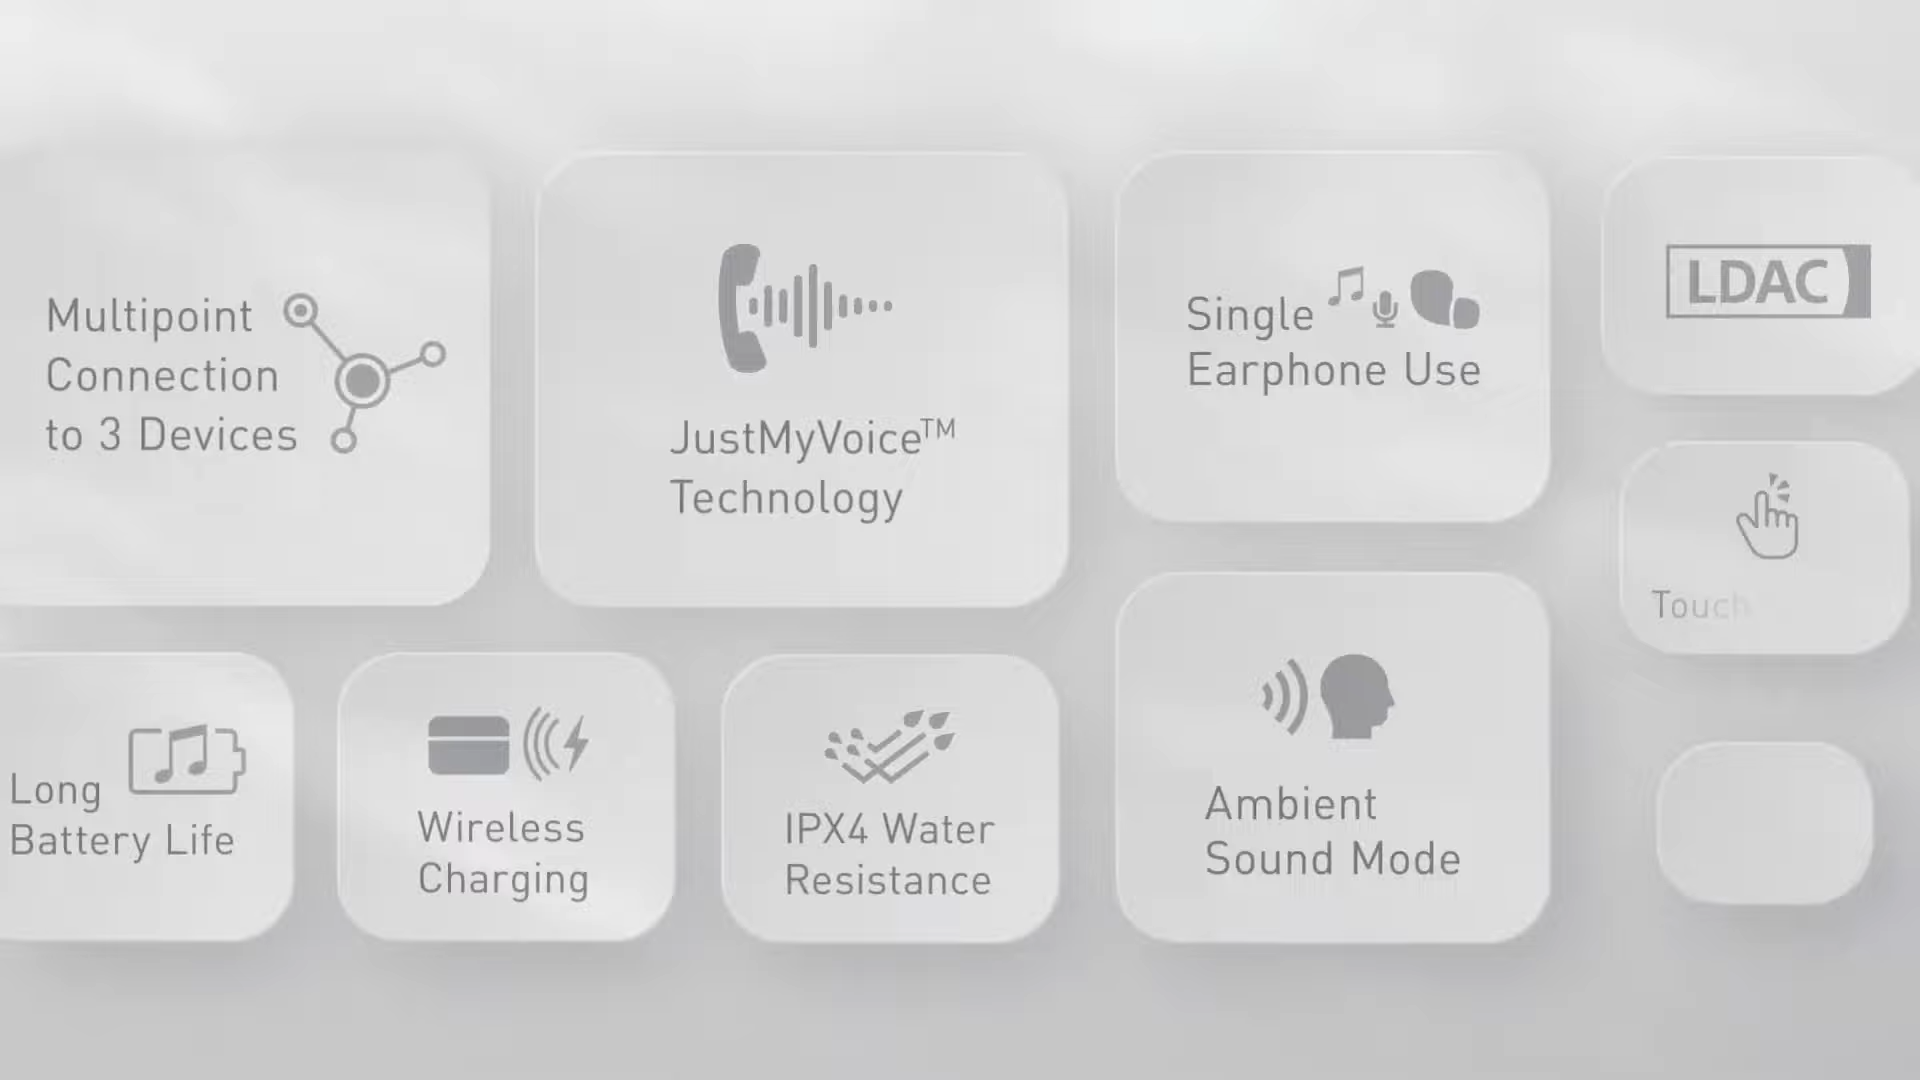 Multipoint
Connection
to 3 Devices
JustMyVoice™
Technology
Single
Earphone Use
LDAC
Touch
Long
Battery Life
Wireless
Charging
IPX4 Water
Resistance
Ambient
Sound Mode